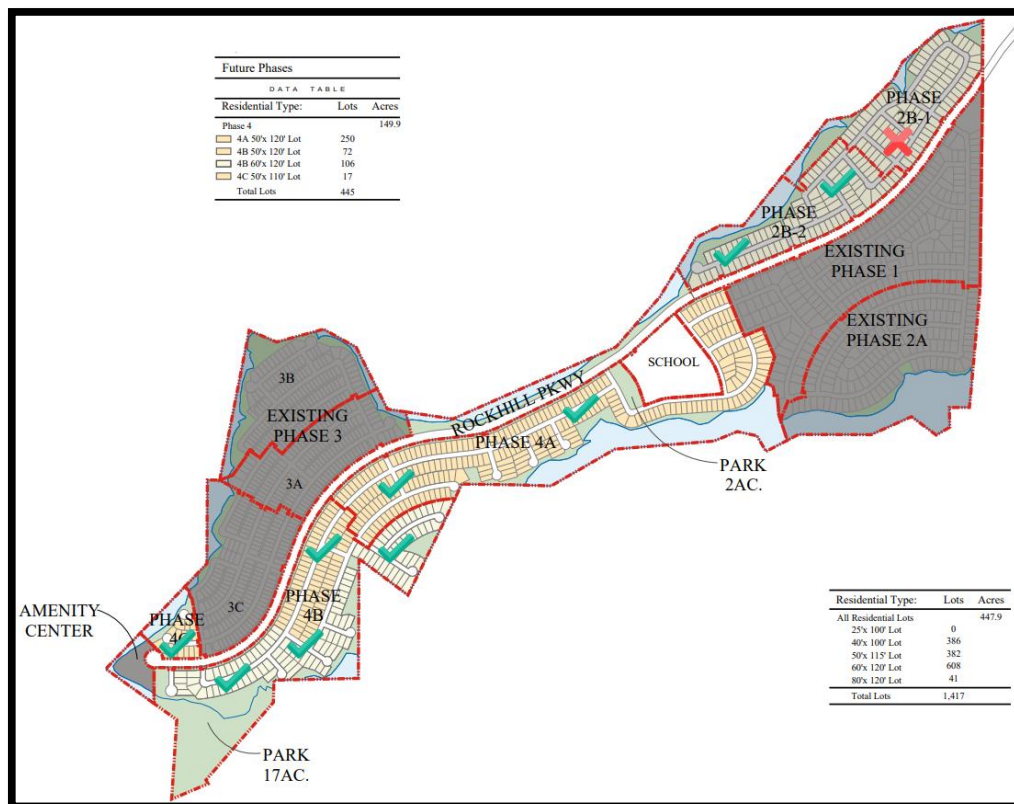 Future Phases
DATA TABLE
Residential Type: Lots Acres
Phase 4 149.9
4A 50'x 120' Lot 250
4B 50'x 120' Lot 72
4B 60'x 120' Lot 106
4C 50'x 110' Lot 17
Total Lots 445
PHASE
2B-1
PHASE
2B-2
EXISTING
PHASE 1
EXISTING
PHASE 2A
SCHOOL
3B
EXISTING
PHASE 3
3A
ROCKHILL PKWY
PHASE 4A
PARK
2AC.
3C
PHASE
4B
AMENITY
CENTER
PHASE
4C
PARK
17AC.
Residential Type: Lots Acres
All Residential Lots 447.9
25'x 100' Lot 0
40'x 100' Lot 386
50'x 115' Lot 382
60'x 120' Lot 608
80'x 120' Lot 41
Total Lots 1,417